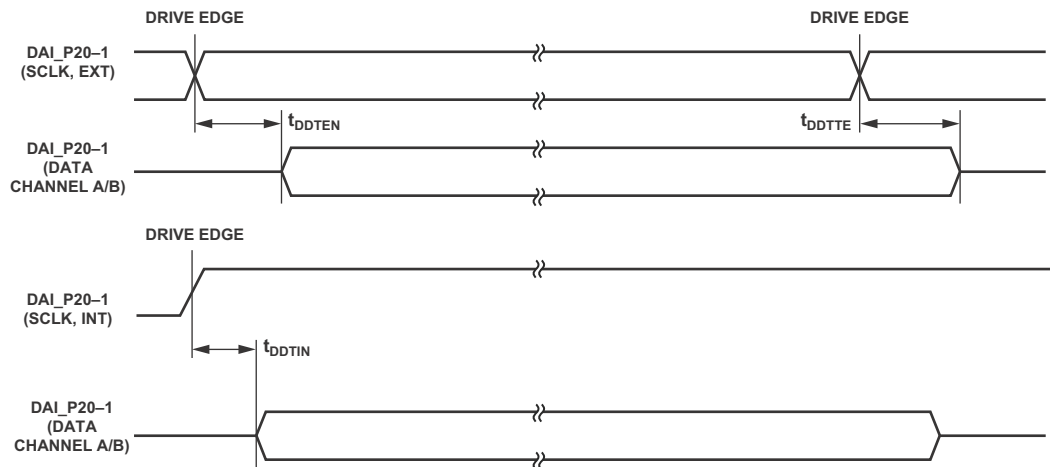 DRIVE EDGE
DRIVE EDGE
DAI_P20–1
(SCLK, EXT)
tDDTEN
tDDTTE
DAI_P20–1
(DATA
CHANNEL A/B)
DRIVE EDGE
DAI_P20–1
(SCLK, INT)
tDDTIN
DAI_P20–1
(DATA
CHANNEL A/B)